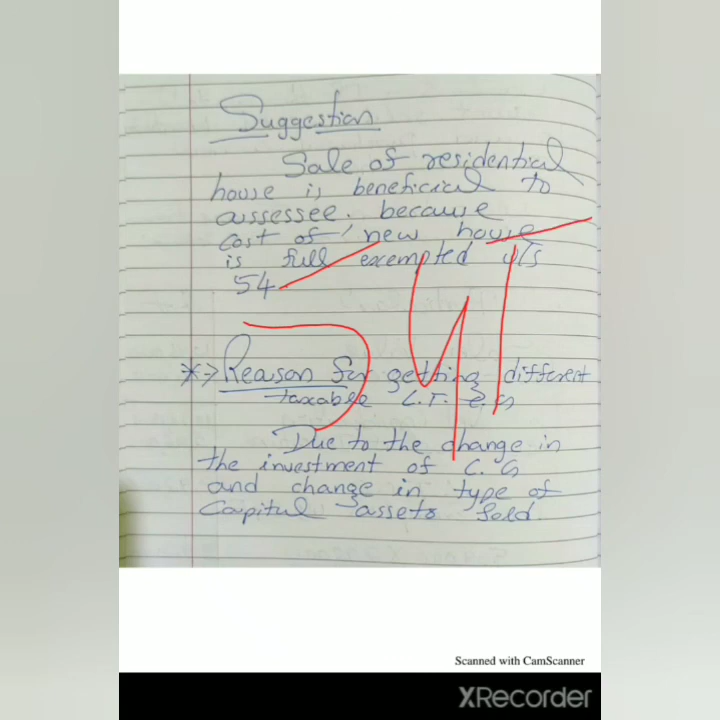 Suggestion
Sale of residential
house is beneficial to
assessee. because
cost of new house
is full exempted u/s
54
*⇒ Reason for getting different
taxable L.T.C.G
Due to the change in
the investment of C.G
and change in type of
Capital assets sold.
Scanned with CamScanner
XRecorder